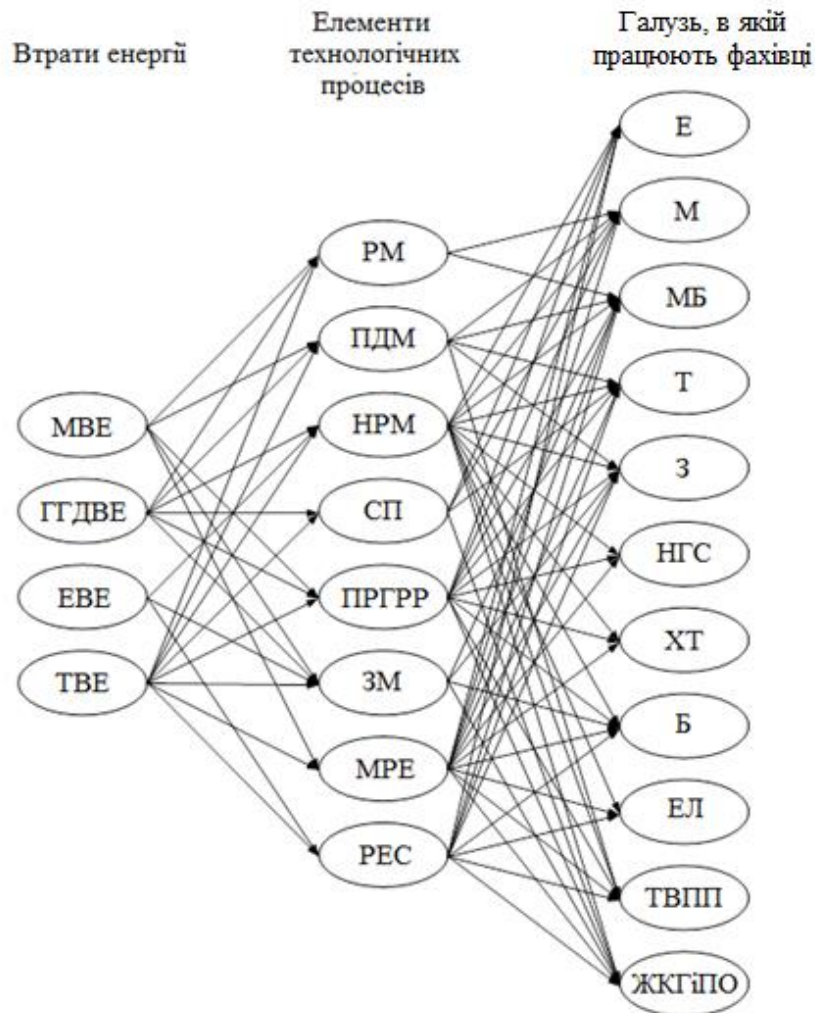 Втрати енергії
Елементи
технологічних
процесів
Галузь, в якій
працюють фахівці
МВЕ
ГГДВЕ
ЕВЕ
ТВЕ
РМ
ПДМ
НРМ
СП
ПРГРР
ЗМ
МРЕ
РЕС
Е
М
МБ
Т
З
НГС
ХТ
Б
ЕЛ
ТВПП
ЖКГіПО